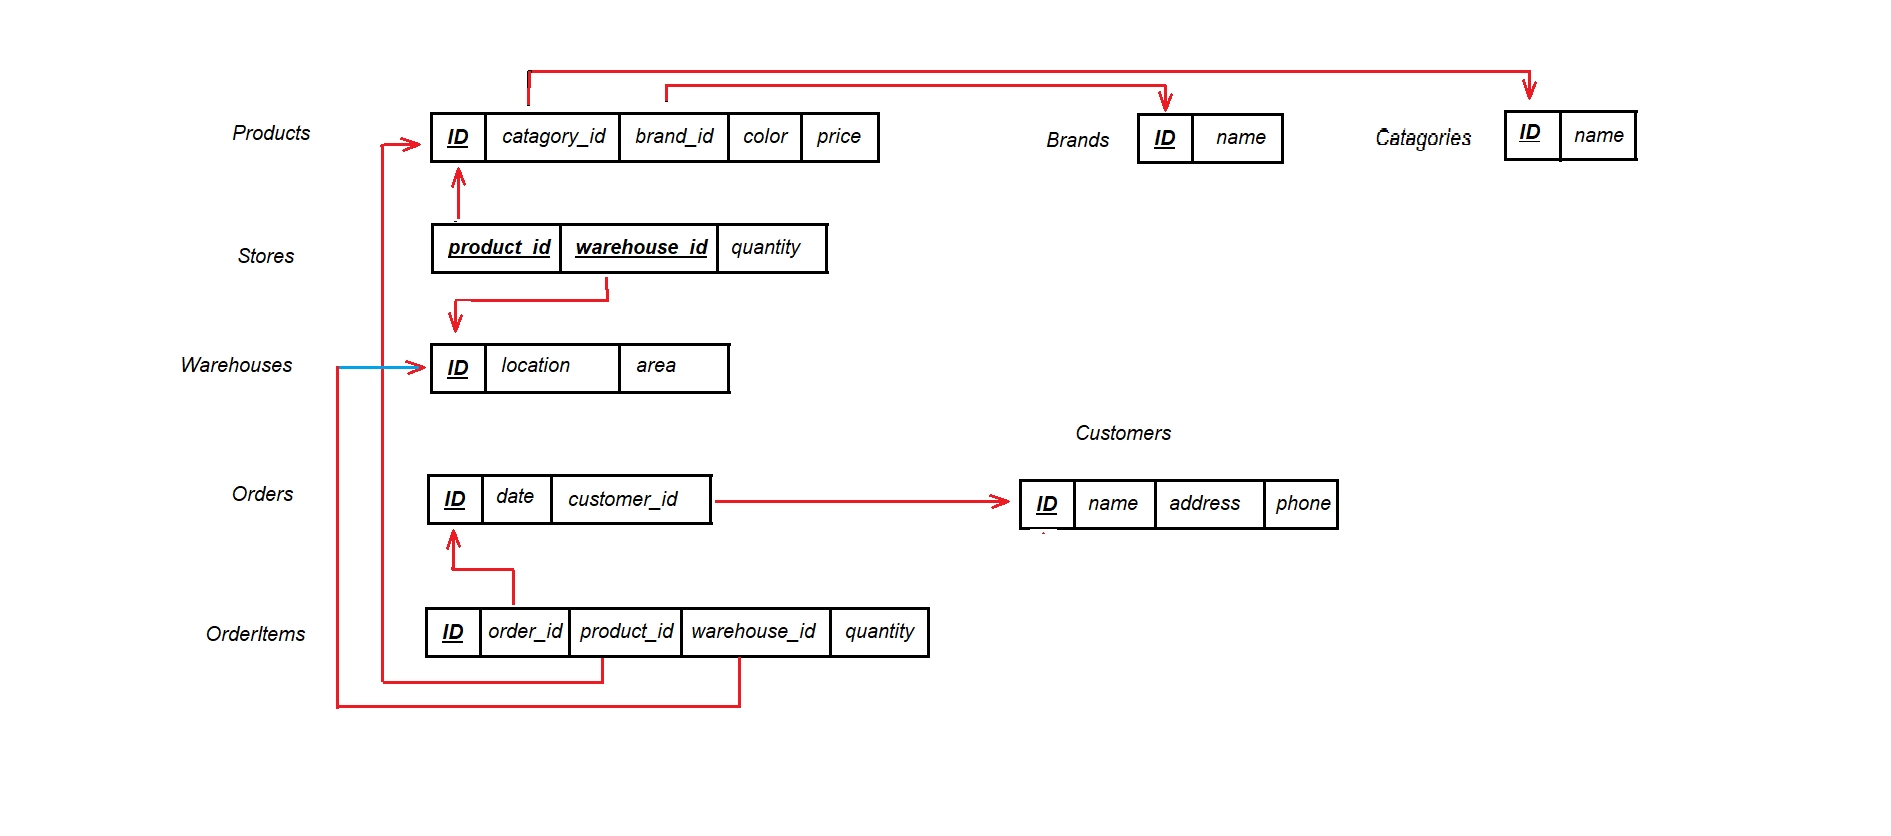 Products
ID catagory_id brand_id color price
Brands
ID name
Catagories
ID name
Stores
product_id warehouse_id quantity
Warehouses
ID location area
Customers
Orders
ID date customer_id
ID name address phone
OrderItems
ID order_id product_id warehouse_id quantity